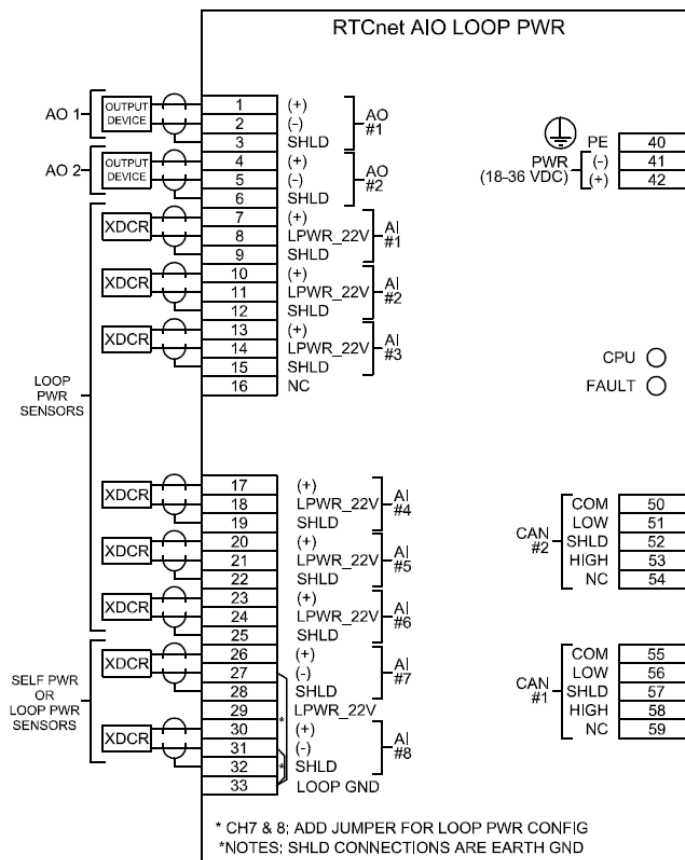 RTCnet AIO LOOP PWR
AO 1
OUTPUT
DEVICE
1 (+)
2 (-)
3 SHLD
AO
#1
AO 2
OUTPUT
DEVICE
4 (+)
5 (-)
6 SHLD
AO
#2
LOOP
PWR
SENSORS
XDCR
7 (+)
8 LPWR_22V
9 SHLD
AI
#1
XDCR
10 (+)
11 LPWR_22V
12 SHLD
AI
#2
XDCR
13 (+)
14 LPWR_22V
15 SHLD
AI
#3
16 NC
XDCR
17 (+)
18 LPWR_22V
19 SHLD
AI
#4
XDCR
20 (+)
21 LPWR_22V
22 SHLD
AI
#5
XDCR
23 (+)
24 LPWR_22V
25 SHLD
AI
#6
SELF PWR
OR
LOOP PWR
SENSORS
XDCR
26 (+)
27 (-)
28 SHLD
AI
#7
29 LPWR_22V
*
XDCR
30 (+)
31 (-)
32 SHLD
*
AI
#8
33 LOOP GND
PE 40
PWR
(18-36 VDC)
(-) 41
(+) 42
CPU
FAULT
CAN
#2
COM 50
LOW 51
SHLD 52
HIGH 53
NC 54
CAN
#1
COM 55
LOW 56
SHLD 57
HIGH 58
NC 59
* CH7 & 8; ADD JUMPER FOR LOOP PWR CONFIG
*NOTES; SHLD CONNECTIONS ARE EARTH GND